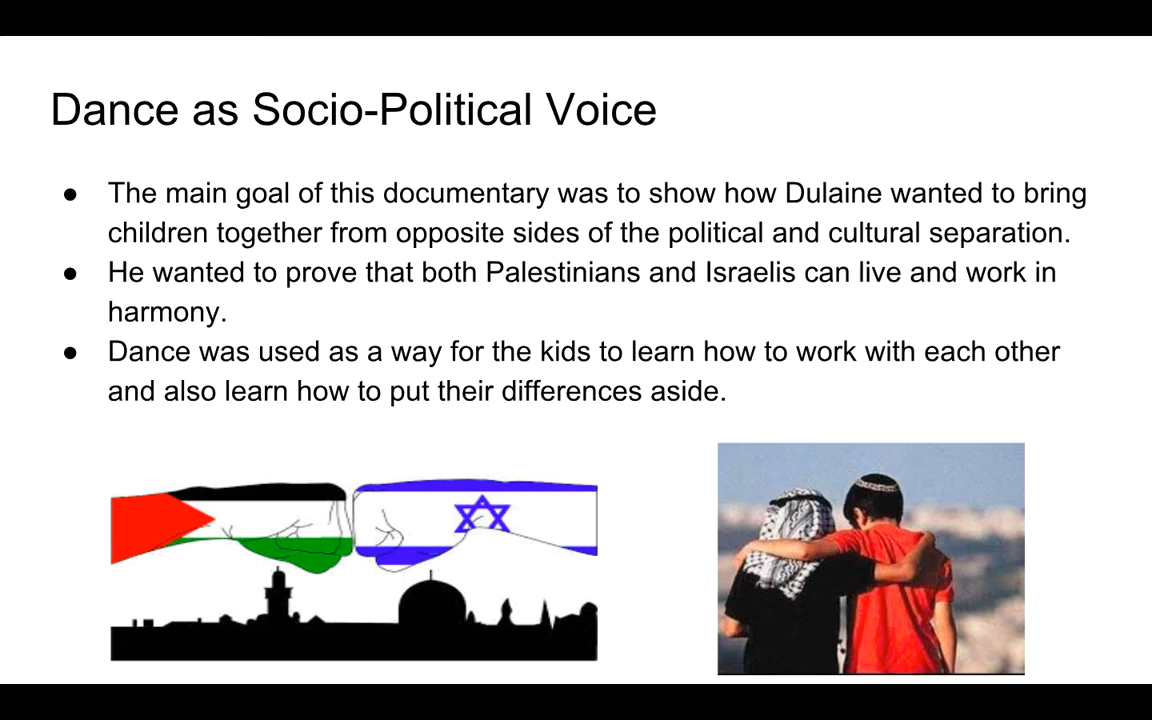 Dance as Socio-Political Voice
● The main goal of this documentary was to show how Dulaine wanted to bring
children together from opposite sides of the political and cultural separation.
● He wanted to prove that both Palestinians and Israelis can live and work in
harmony.
● Dance was used as a way for the kids to learn how to work with each other
and also learn how to put their differences aside.